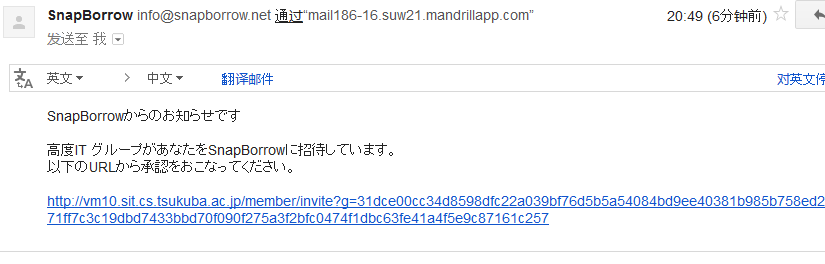 SnapBorrow info@snapborrow.net 通过“mail186-16.suw21.mandrillapp.com” 20:49 (6分钟前)
发送至 我
英文 > 中文 翻译邮件 对英文停
SnapBorrowからのお知らせです
高度IT グループがあなたをSnapBorrowに招待しています。
以下のURLから承認をおこなってください。
http://vm10.sit.cs.tsukuba.ac.jp/member/invite?g=31dce00cc34d8598dfc22a039bf76d5b5a54084bd9ee40381b985b758ed2
71ff7c3c19dbd7433bbd70f090f275a3f2bfc0474f1dbc63fe41a4f5e9c87161c257